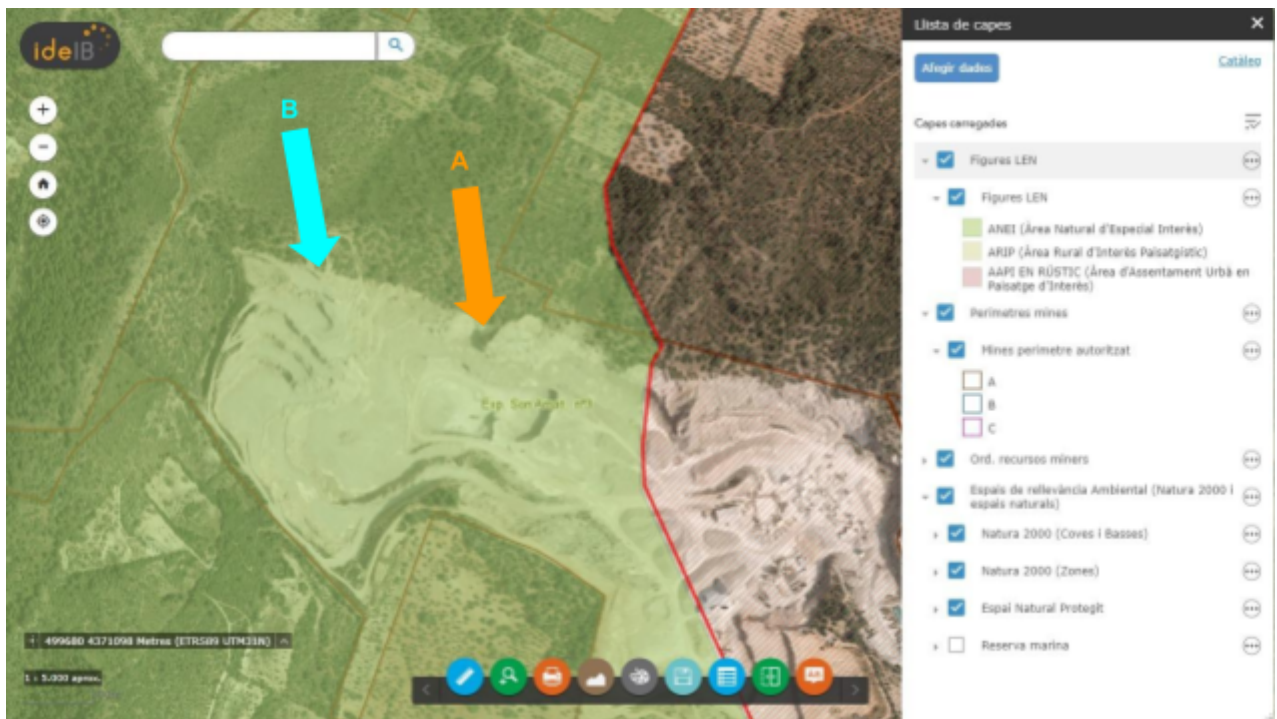 ideIB
B
A
Esp. Son Amat - nº3
+ 499680 4371098 Metres (ETRS89 UTM31N)
1 : 5.000 aprox.
Llista de capes
Afegir dades
Catàleg
Capes carregades
Figures LEN
Figures LEN
ANEI (Àrea Natural d'Especial Interès)
ARIP (Àrea Rural d'Interès Paisatgístic)
AAPI EN RÚSTIC (Àrea d'Assentament Urbà en
Paisatge d'Interès)
Perímetres mines
Mines perímetre autoritzat
A
B
C
Ord. recursos miners
Espais de rellevància Ambiental (Natura 2000 i
espais naturals)
Natura 2000 (Coves i Basses)
Natura 2000 (Zones)
Espai Natural Protegit
Reserva marina